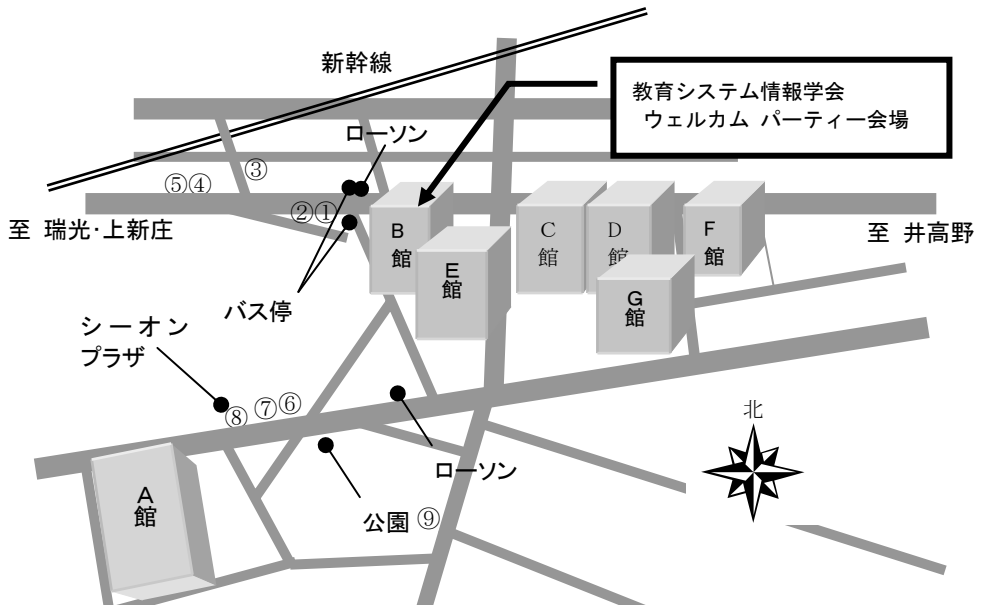 新幹線
教育システム情報学会
ウェルカム パーティー会場
ローソン
③
⑤④
②①
至 瑞光・上新庄
至 井高野
B
館
C
館
D
館
F
館
E
館
G
館
バス停
シーオン
プラザ
⑧⑦⑥
北
ローソン
A
館
公園⑨